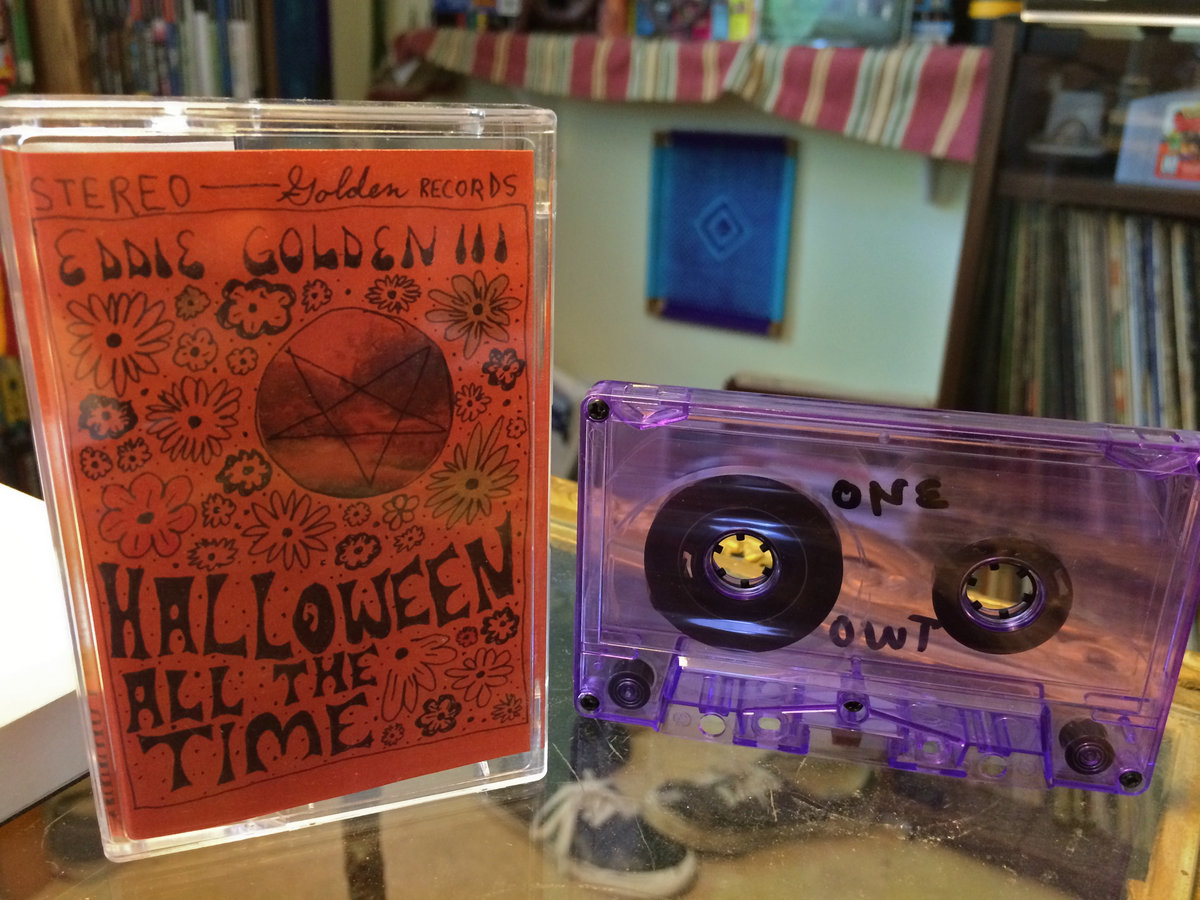 STEREO — Golden RECORDS
EDDIE GOLDEN III
HALLOWEEN
ALL THE
TIME
ONE
OWT